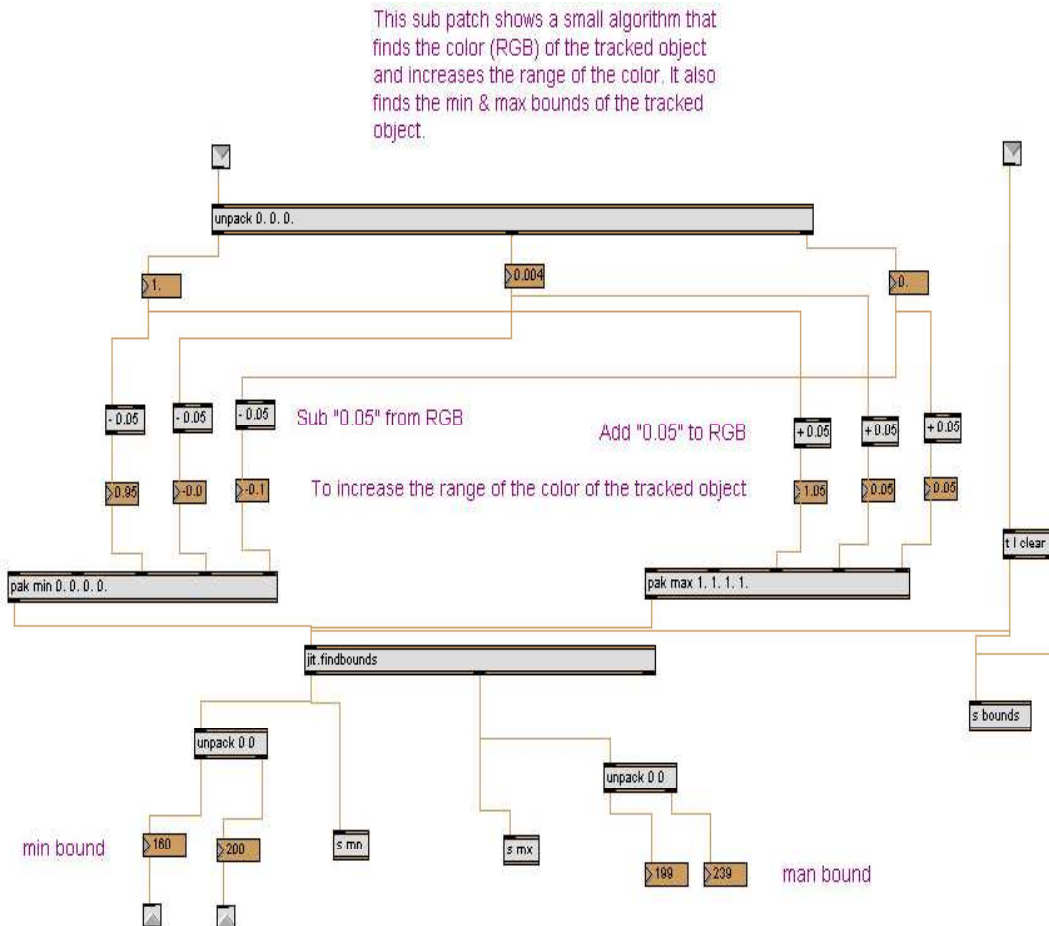 This sub patch shows a small algorithm that
finds the color (RGB) of the tracked object
and increases the range of the color. It also
finds the min & max bounds of the tracked
object.
unpack 0. 0. 0.
1.
0.004
0.
- 0.05
- 0.05
- 0.05
Sub "0.05" from RGB
Add "0.05" to RGB
+ 0.05
+ 0.05
+ 0.05
0.95
-0.0
-0.1
To increase the range of the color of the tracked object
1.05
0.05
0.05
t l clear
pak min 0. 0. 0. 0.
pak max 1. 1. 1. 1.
jit.findbounds
s bounds
unpack 0 0
unpack 0 0
min bound
160
200
s mn
s mx
199
239
man bound